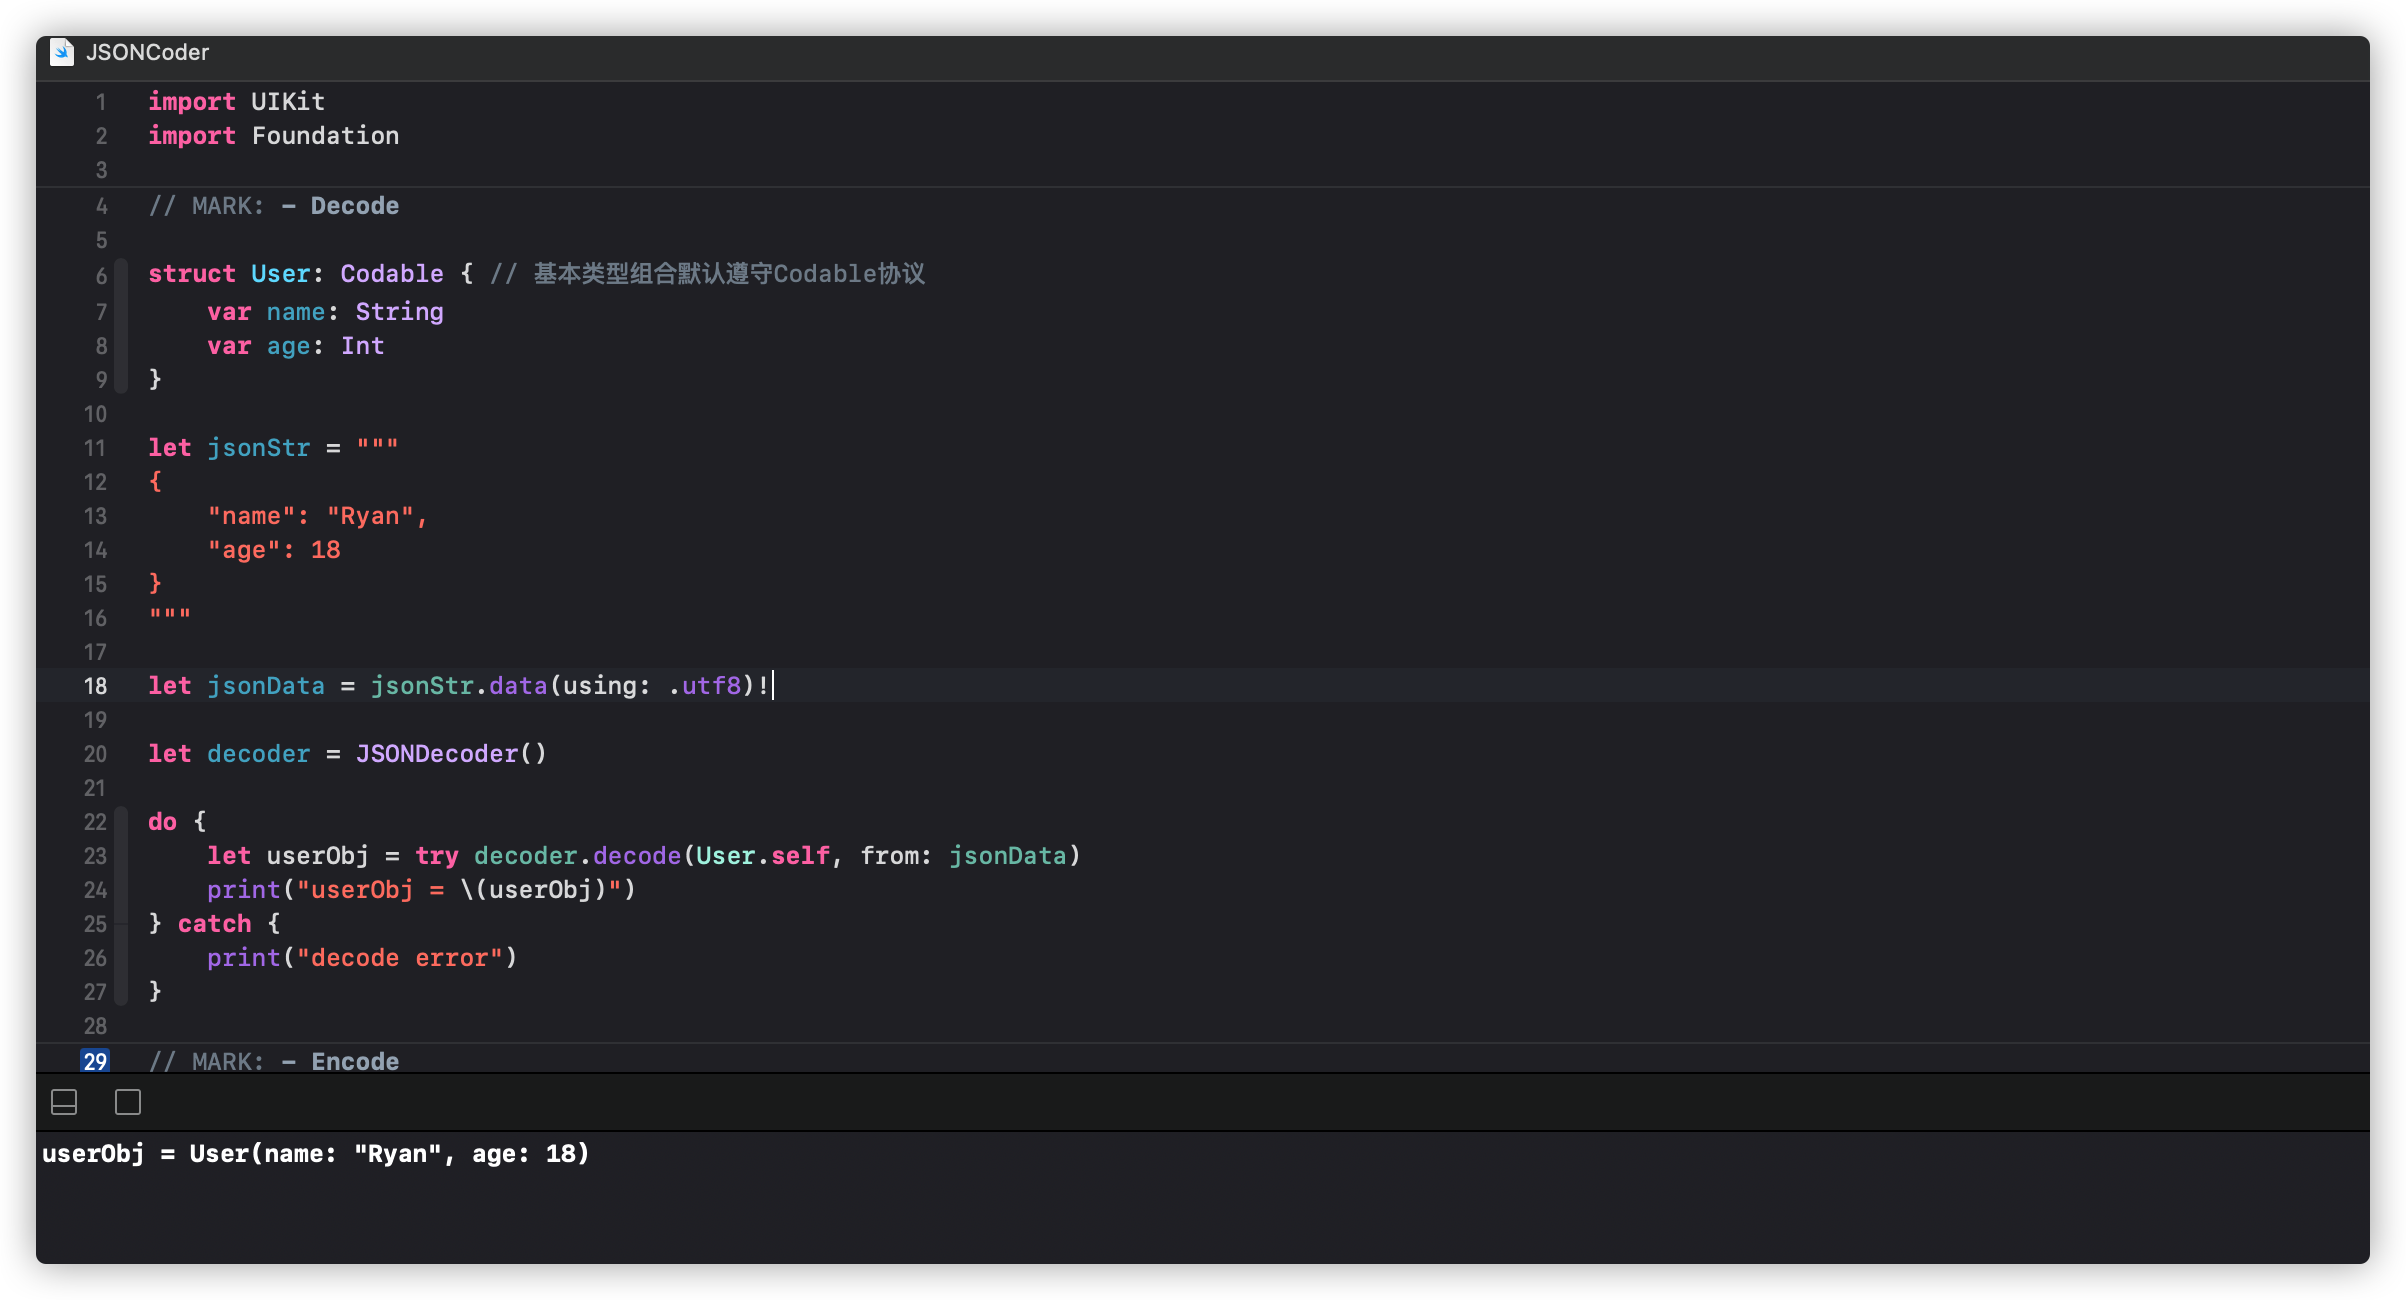 JSONCoder
1 import UIKit
2 import Foundation
3
4 // MARK: - Decode
5
6 struct User: Codable { // 基本类型组合默认遵守Codable协议
7     var name: String
8     var age: Int
9 }
10
11 let jsonStr = """
12 {
13     "name": "Ryan",
14     "age": 18
15 }
16 """
17
18 let jsonData = jsonStr.data(using: .utf8)!
19
20 let decoder = JSONDecoder()
21
22 do {
23     let userObj = try decoder.decode(User.self, from: jsonData)
24     print("userObj = \(userObj)")
25 } catch {
26     print("decode error")
27 }
28
29 // MARK: - Encode
userObj = User(name: "Ryan", age: 18)